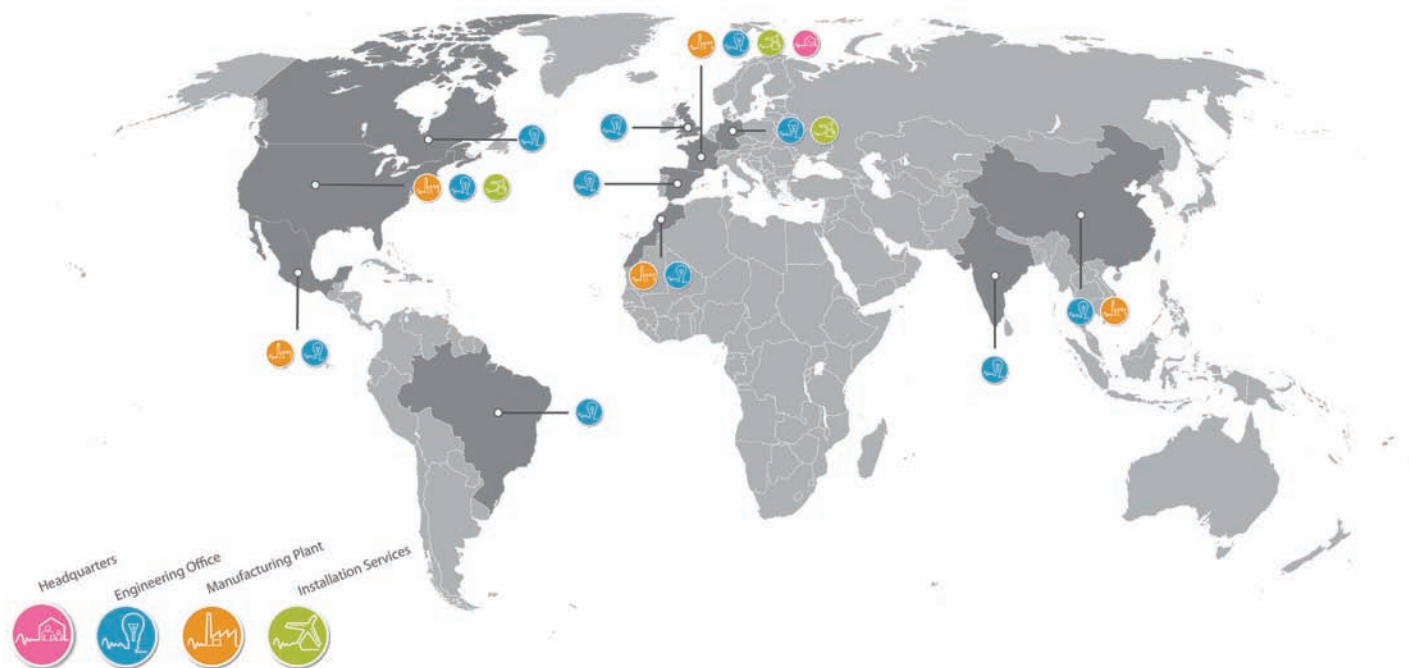 Headquarters
Engineering Office
Manufacturing Plant
Installation Services